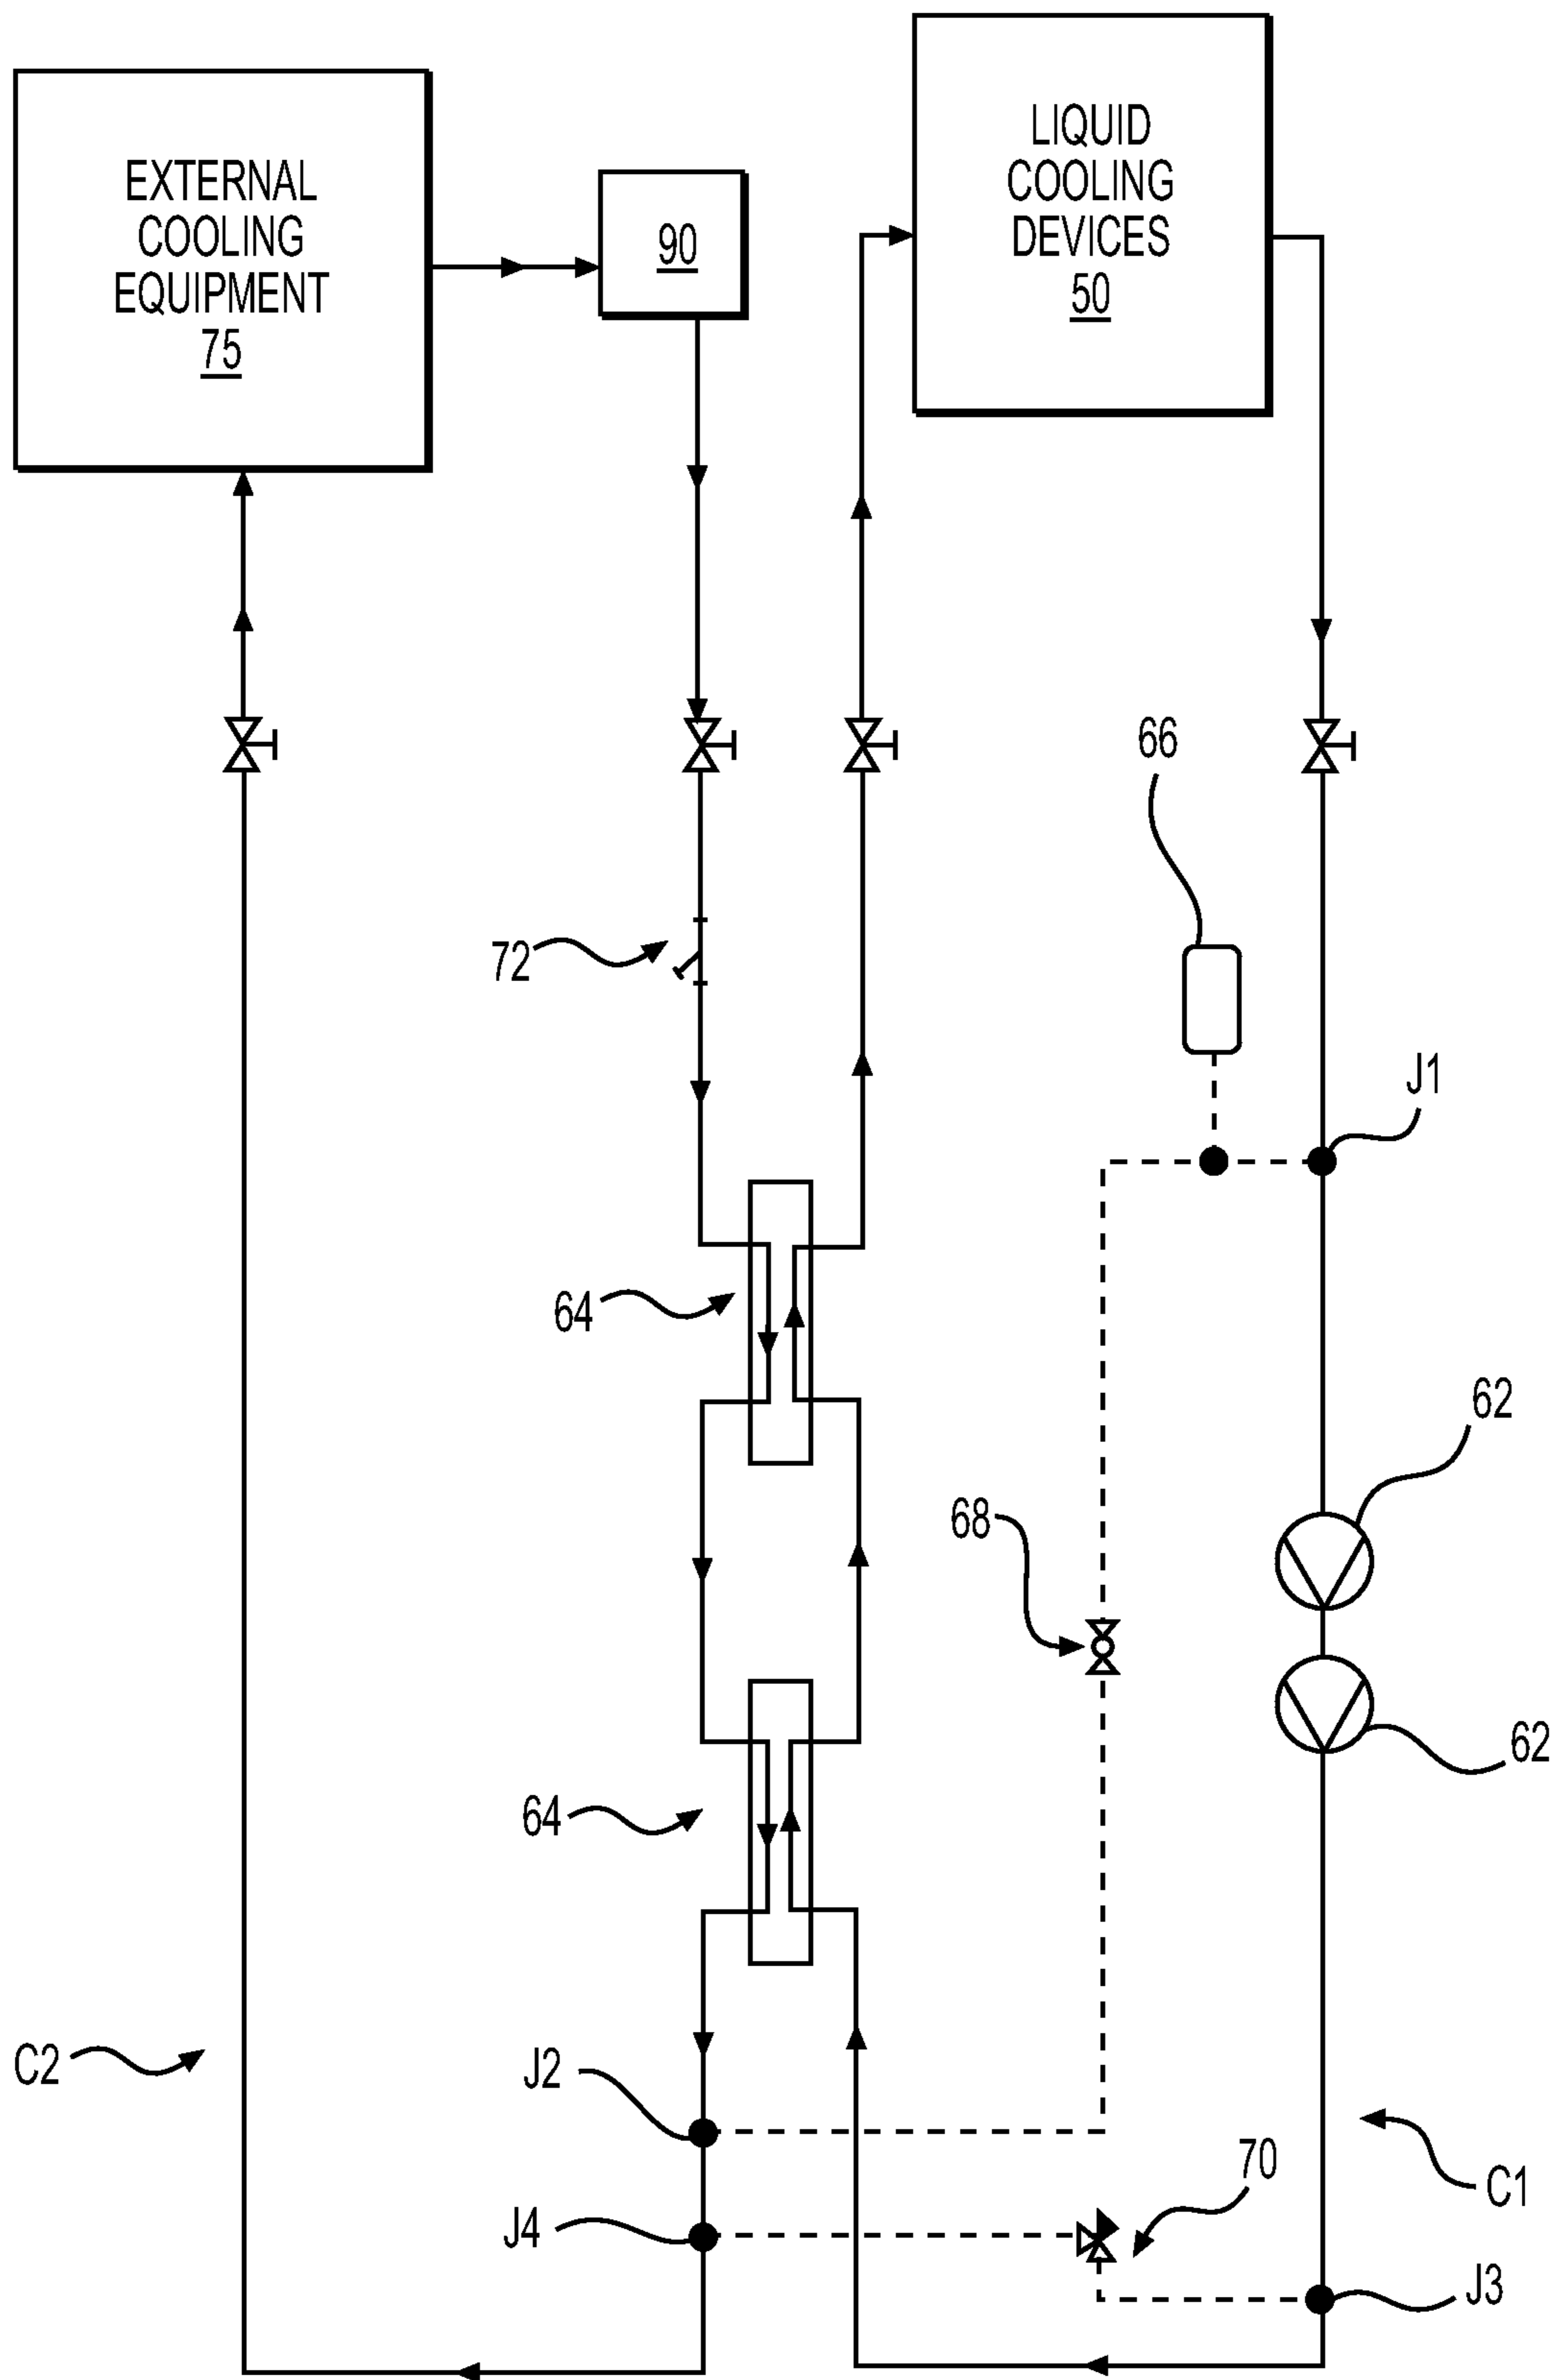 EXTERNAL
COOLING
EQUIPMENT
75
90
LIQUID
COOLING
DEVICES
50
66
72
J1
64
62
68
62
64
C2
J2
70
C1
J4
J3